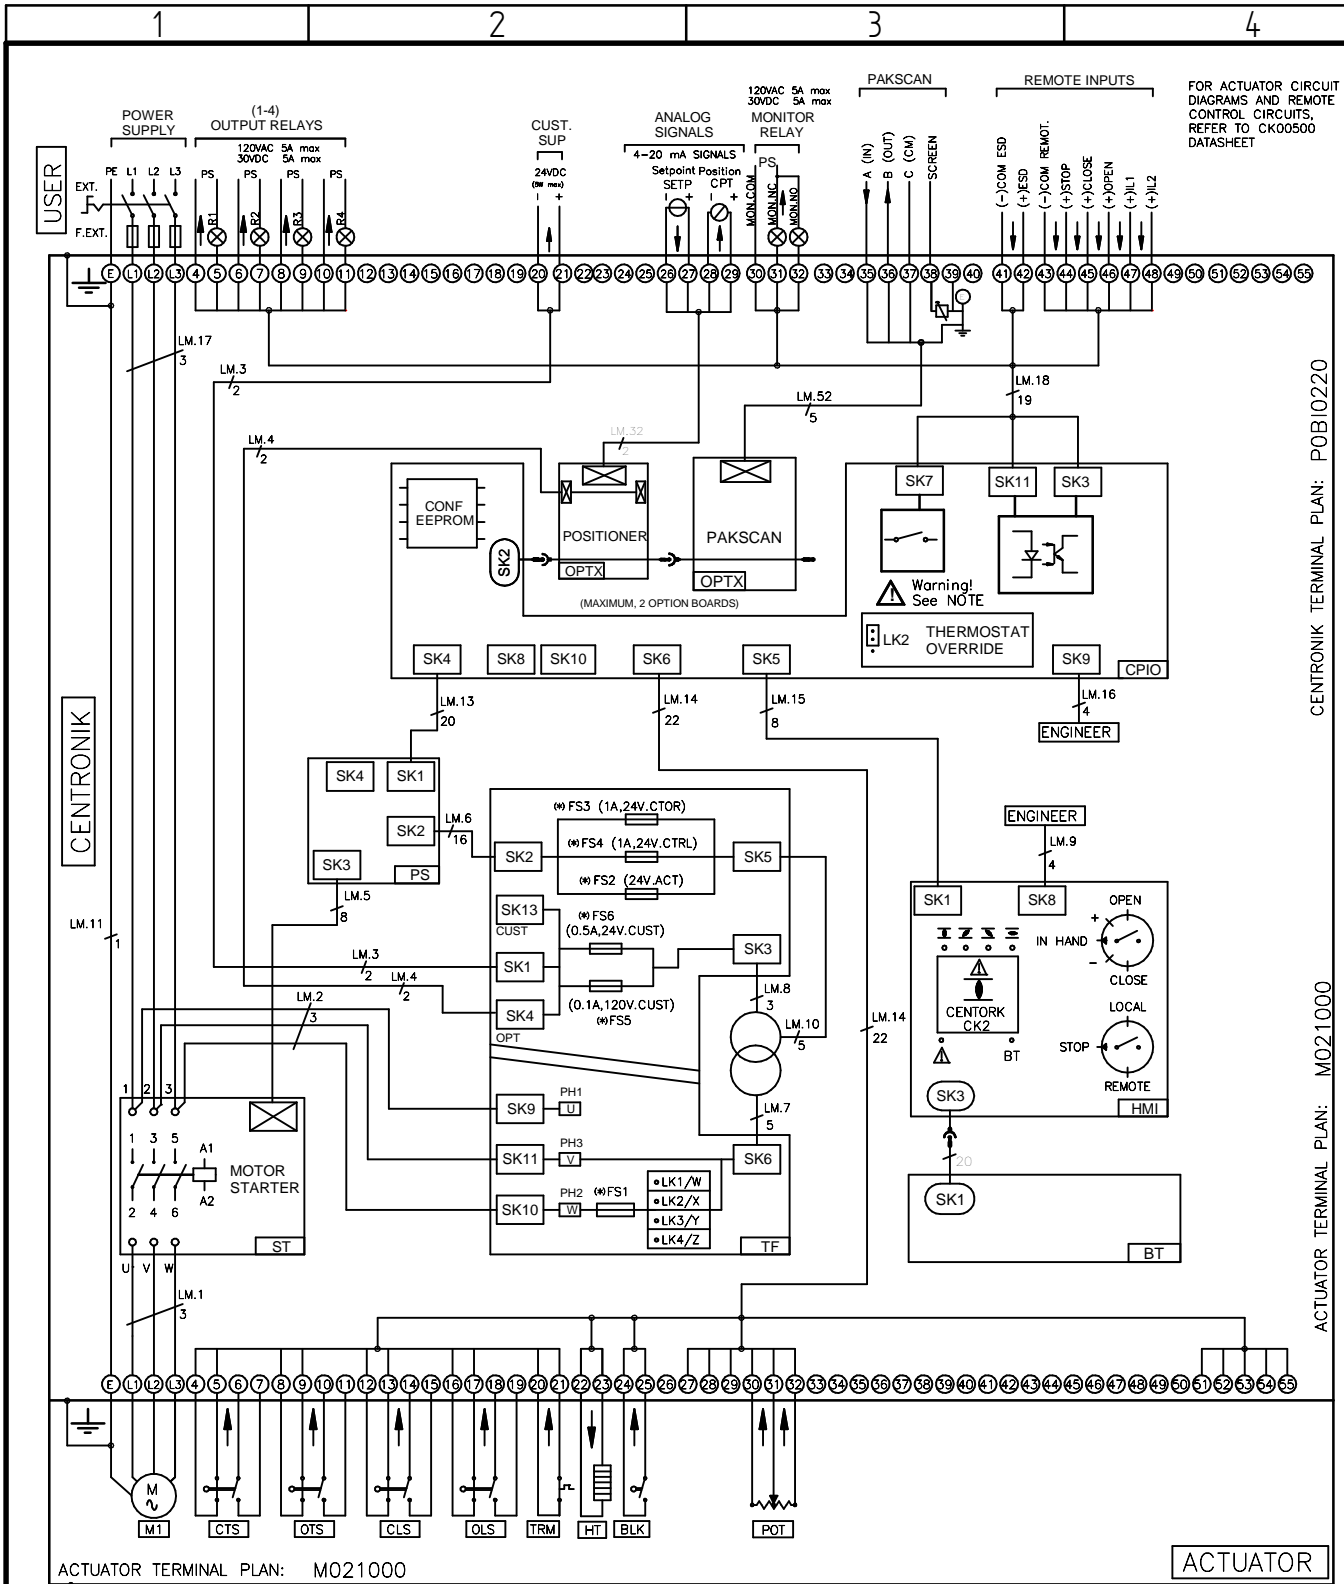 1 2 3 4
POWER
SUPPLY
(1-4)
OUTPUT RELAYS
120VAC 5A max
30VDC 5A max
CUST.
SUP
24VDC
(5W max)
- +
ANALOG
SIGNALS
4-20 mA SIGNALS
Setpoint Position
SETP CPT
- + - +
120VAC 5A max
30VDC 5A max
MONITOR
RELAY
PS
MON.COM
MON.NC
MON.NO
PAKSCAN
A (IN)
B (OUT)
C (CM)
SCREEN
REMOTE INPUTS
(-)COM ESD
(+)ESD
(-)COM REMOT.
(+)STOP
(+)CLOSE
(+)OPEN
(+)IL1
(+)IL2
FOR ACTUATOR CIRCUIT
DIAGRAMS AND REMOTE
CONTROL CIRCUITS,
REFER TO CK00500
DATASHEET
USER
PE L1 L2 L3
EXT.
F.EXT.
PS PS PS PS
R1 R2 R3 R4
E L1 L2 L3 4 5 6 7 8 9 10 11 12 13 14 15 16 17 18 19 20 21 22 23 24 25 26 27 28 29 30 31 32 33 34 35 36 37 38 39 40 41 42 43 44 45 46 47 48 49 50 51 52 53 54 55
E
LM.17
3
LM.3
2
LM.4
2
LM.32
2
LM.52
5
LM.18
19
CENTRONIK TERMINAL PLAN: P0BI0220
CONF
EEPROM
SK2
POSITIONER
OPTX
PAKSCAN
OPTX
(MAXIMUM, 2 OPTION BOARDS)
SK7 SK11 SK3
Warning!
See NOTE
LK2 THERMOSTAT
OVERRIDE
SK4 SK8 SK10 SK6 SK5 SK9
CPIO
LM.13
20
LM.14
22
LM.15
8
LM.16
4
ENGINEER
CENTRONIK
SK4 SK1
SK2
SK3
PS
LM.6
16
LM.5
8
LM.11
1
(*)FS3 (1A,24V.CTOR)
(*)FS4 (1A,24V.CTRL)
(*)FS2 (24V.ACT)
SK2 SK5
SK13
CUST
(*)FS6
(0.5A,24V.CUST)
SK1
SK3
SK4
OPT
(0.1A,120V.CUST)
(*)FS5
LM.3
2
LM.4
2
LM.2
3
LM.8
3
LM.10
5
LM.14
22
LM.7
5
SK9
PH1
U
SK11
PH3
V
SK6
SK10
PH2
W
(*)FS1
LK1/W
LK2/X
LK3/Y
LK4/Z
TF
ENGINEER
LM.9
4
SK1 SK8
OPEN
+
IN HAND
-
CLOSE
CENTORK
CK2
BT
LOCAL
STOP
REMOTE
SK3
HMI
20
SK1
BT
1 2 3
1 3 5
A1
A2
2 4 6
MOTOR
STARTER
ST
U V W
LM.1
3
ACTUATOR TERMINAL PLAN: M021000
E L1 L2 L3 4 5 6 7 8 9 10 11 12 13 14 15 16 17 18 19 20 21 22 23 24 25 26 27 28 29 30 31 32 33 34 35 36 37 38 39 40 41 42 43 44 45 46 47 48 49 50 51 52 53 54 55
M
M1 CTS OTS CLS OLS TRM HT BLK POT
ACTUATOR TERMINAL PLAN: M021000
ACTUATOR